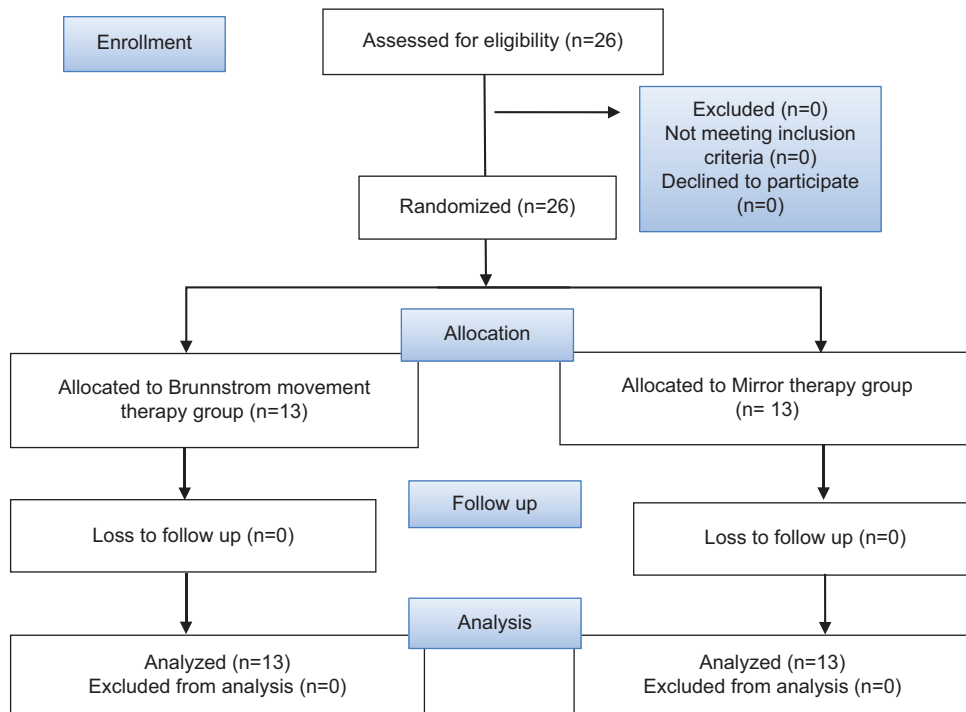 Enrollment
Assessed for eligibility (n=26)
Excluded (n=0)
Not meeting inclusion
criteria (n=0)
Declined to participate
(n=0)
Randomized (n=26)
Allocation
Allocated to Brunnstrom movement
therapy group (n=13)
Allocated to Mirror therapy group
(n= 13)
Follow up
Loss to follow up (n=0)
Loss to follow up (n=0)
Analysis
Analyzed (n=13)
Excluded from analysis (n=0)
Analyzed (n=13)
Excluded from analysis (n=0)